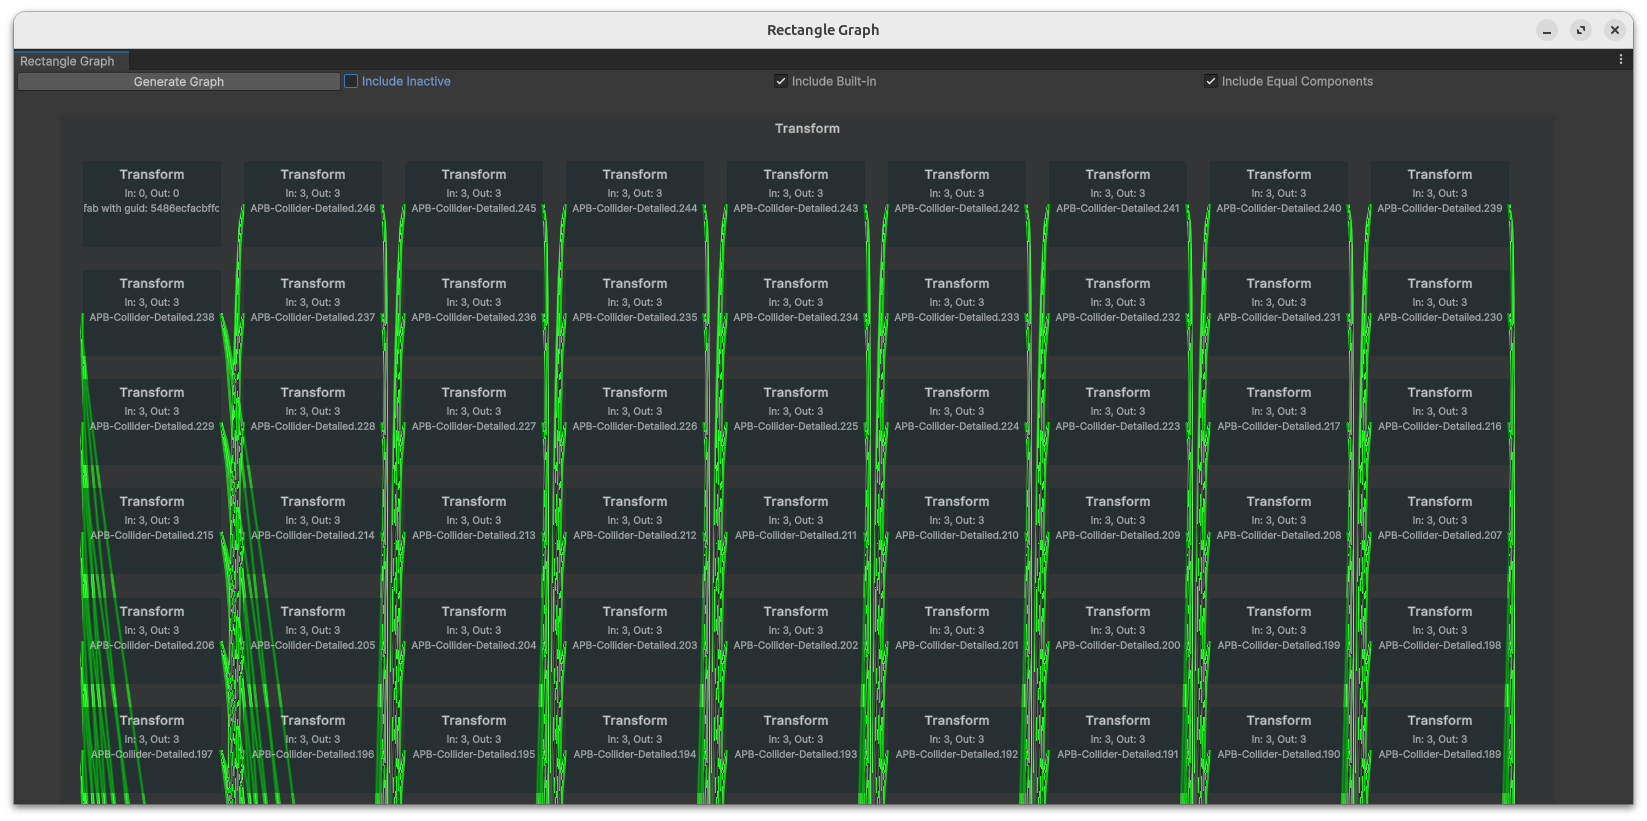 Rectangle Graph
Rectangle Graph
Generate Graph
Include Inactive
Include Built-in
Include Equal Components
Transform
Transform Transform Transform Transform Transform Transform Transform Transform Transform
In: 0, Out: 0 In: 3, Out: 3 In: 3, Out: 3 In: 3, Out: 3 In: 3, Out: 3 In: 3, Out: 3 In: 3, Out: 3 In: 3, Out: 3 In: 3, Out: 3
fab with guid: 5486ecfacbffc APB-Collider-Detailed.246 APB-Collider-Detailed.245 APB-Collider-Detailed.244 APB-Collider-Detailed.243 APB-Collider-Detailed.242 APB-Collider-Detailed.241 APB-Collider-Detailed.240 APB-Collider-Detailed.239
Transform Transform Transform Transform Transform Transform Transform Transform Transform
In: 3, Out: 3 In: 3, Out: 3 In: 3, Out: 3 In: 3, Out: 3 In: 3, Out: 3 In: 3, Out: 3 In: 3, Out: 3 In: 3, Out: 3 In: 3, Out: 3
APB-Collider-Detailed.238 APB-Collider-Detailed.237 APB-Collider-Detailed.236 APB-Collider-Detailed.235 APB-Collider-Detailed.234 APB-Collider-Detailed.233 APB-Collider-Detailed.232 APB-Collider-Detailed.231 APB-Collider-Detailed.230
Transform Transform Transform Transform Transform Transform Transform Transform Transform
In: 3, Out: 3 In: 3, Out: 3 In: 3, Out: 3 In: 3, Out: 3 In: 3, Out: 3 In: 3, Out: 3 In: 3, Out: 3 In: 3, Out: 3 In: 3, Out: 3
APB-Collider-Detailed.229 APB-Collider-Detailed.228 APB-Collider-Detailed.227 APB-Collider-Detailed.226 APB-Collider-Detailed.225 APB-Collider-Detailed.224 APB-Collider-Detailed.223 APB-Collider-Detailed.217 APB-Collider-Detailed.216
Transform Transform Transform Transform Transform Transform Transform Transform Transform
In: 3, Out: 3 In: 3, Out: 3 In: 3, Out: 3 In: 3, Out: 3 In: 3, Out: 3 In: 3, Out: 3 In: 3, Out: 3 In: 3, Out: 3 In: 3, Out: 3
APB-Collider-Detailed.215 APB-Collider-Detailed.214 APB-Collider-Detailed.213 APB-Collider-Detailed.212 APB-Collider-Detailed.211 APB-Collider-Detailed.210 APB-Collider-Detailed.209 APB-Collider-Detailed.208 APB-Collider-Detailed.207
Transform Transform Transform Transform Transform Transform Transform Transform Transform
In: 3, Out: 3 In: 3, Out: 3 In: 3, Out: 3 In: 3, Out: 3 In: 3, Out: 3 In: 3, Out: 3 In: 3, Out: 3 In: 3, Out: 3 In: 3, Out: 3
APB-Collider-Detailed.206 APB-Collider-Detailed.205 APB-Collider-Detailed.204 APB-Collider-Detailed.203 APB-Collider-Detailed.202 APB-Collider-Detailed.201 APB-Collider-Detailed.200 APB-Collider-Detailed.199 APB-Collider-Detailed.198
Transform Transform Transform Transform Transform Transform Transform Transform Transform
In: 3, Out: 3 In: 3, Out: 3 In: 3, Out: 3 In: 3, Out: 3 In: 3, Out: 3 In: 3, Out: 3 In: 3, Out: 3 In: 3, Out: 3 In: 3, Out: 3
APB-Collider-Detailed.197 APB-Collider-Detailed.196 APB-Collider-Detailed.195 APB-Collider-Detailed.194 APB-Collider-Detailed.193 APB-Collider-Detailed.192 APB-Collider-Detailed.191 APB-Collider-Detailed.190 APB-Collider-Detailed.189